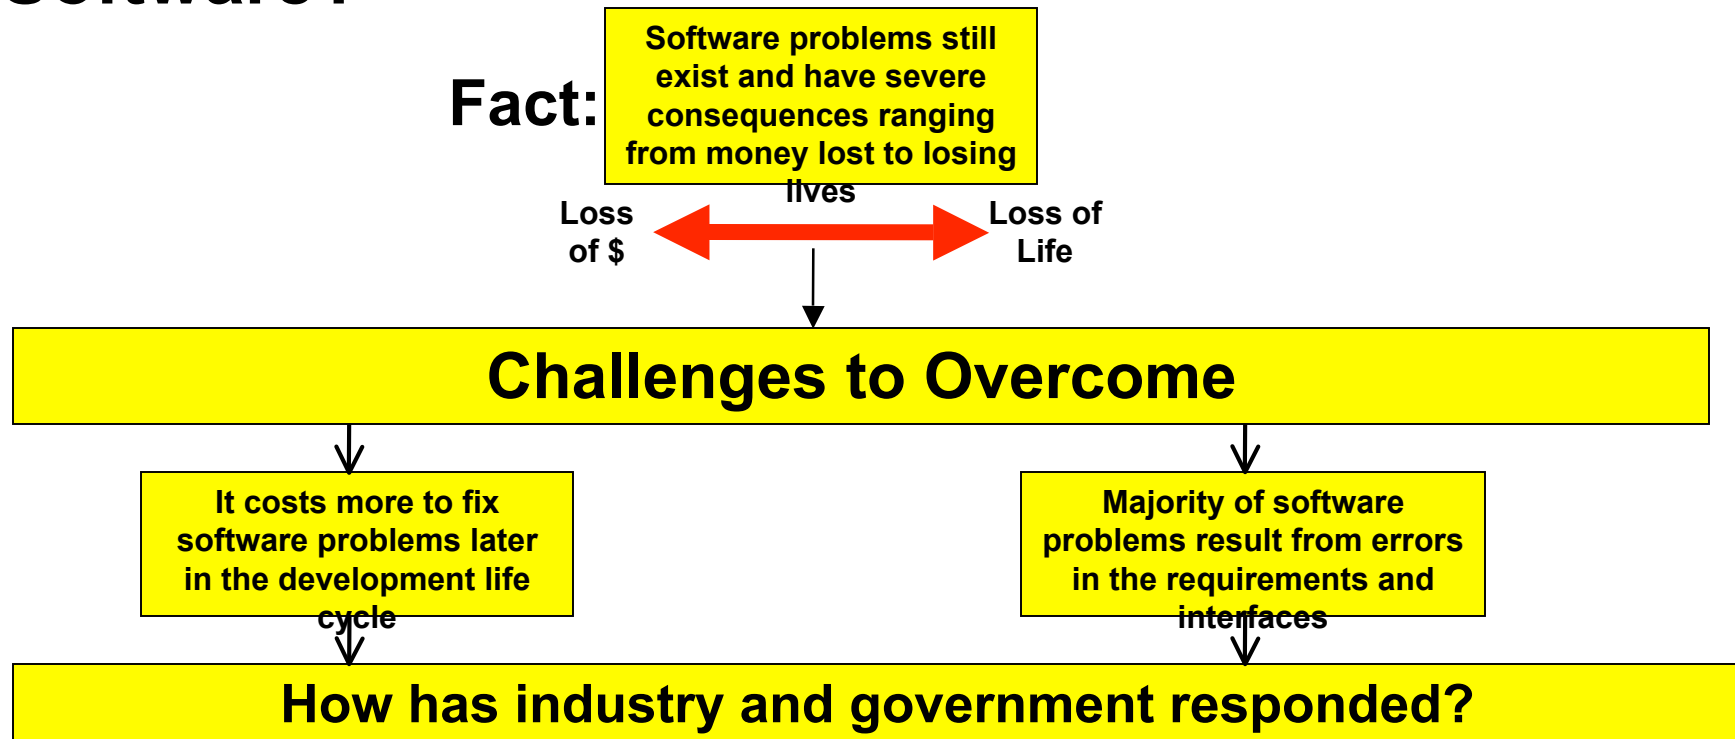 Software?
Software problems still
exist and have severe
Fact:
consequences ranging
from money lost to losing
lives
Loss
of $
Loss of
Life
Challenges to Overcome
It costs more to fix
software problems later
in the development life
cycle
Majority of software
problems result from errors
in the requirements and
interfaces
How has industry and government responded?